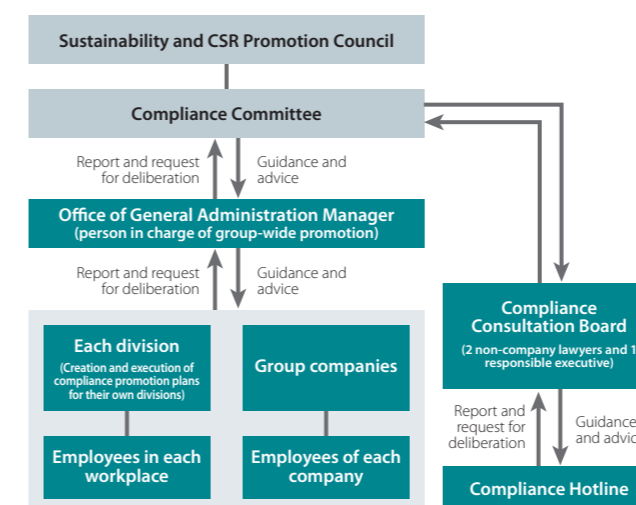 Sustainability and CSR Promotion Council
Compliance Committee
Report and request
for deliberation
Guidance and
advice
Office of General Administration Manager
(person in charge of group-wide promotion)
Report and request
for deliberation
Guidance and
advice
Each division
(Creation and execution of
compliance promotion plans
for their own divisions)
Group companies
Employees in each
workplace
Employees of each
company
Compliance
Consultation Board
(2 non-company lawyers and 1
responsible executive)
Report and
request for
deliberation
Guidance
and advic
Compliance Hotline